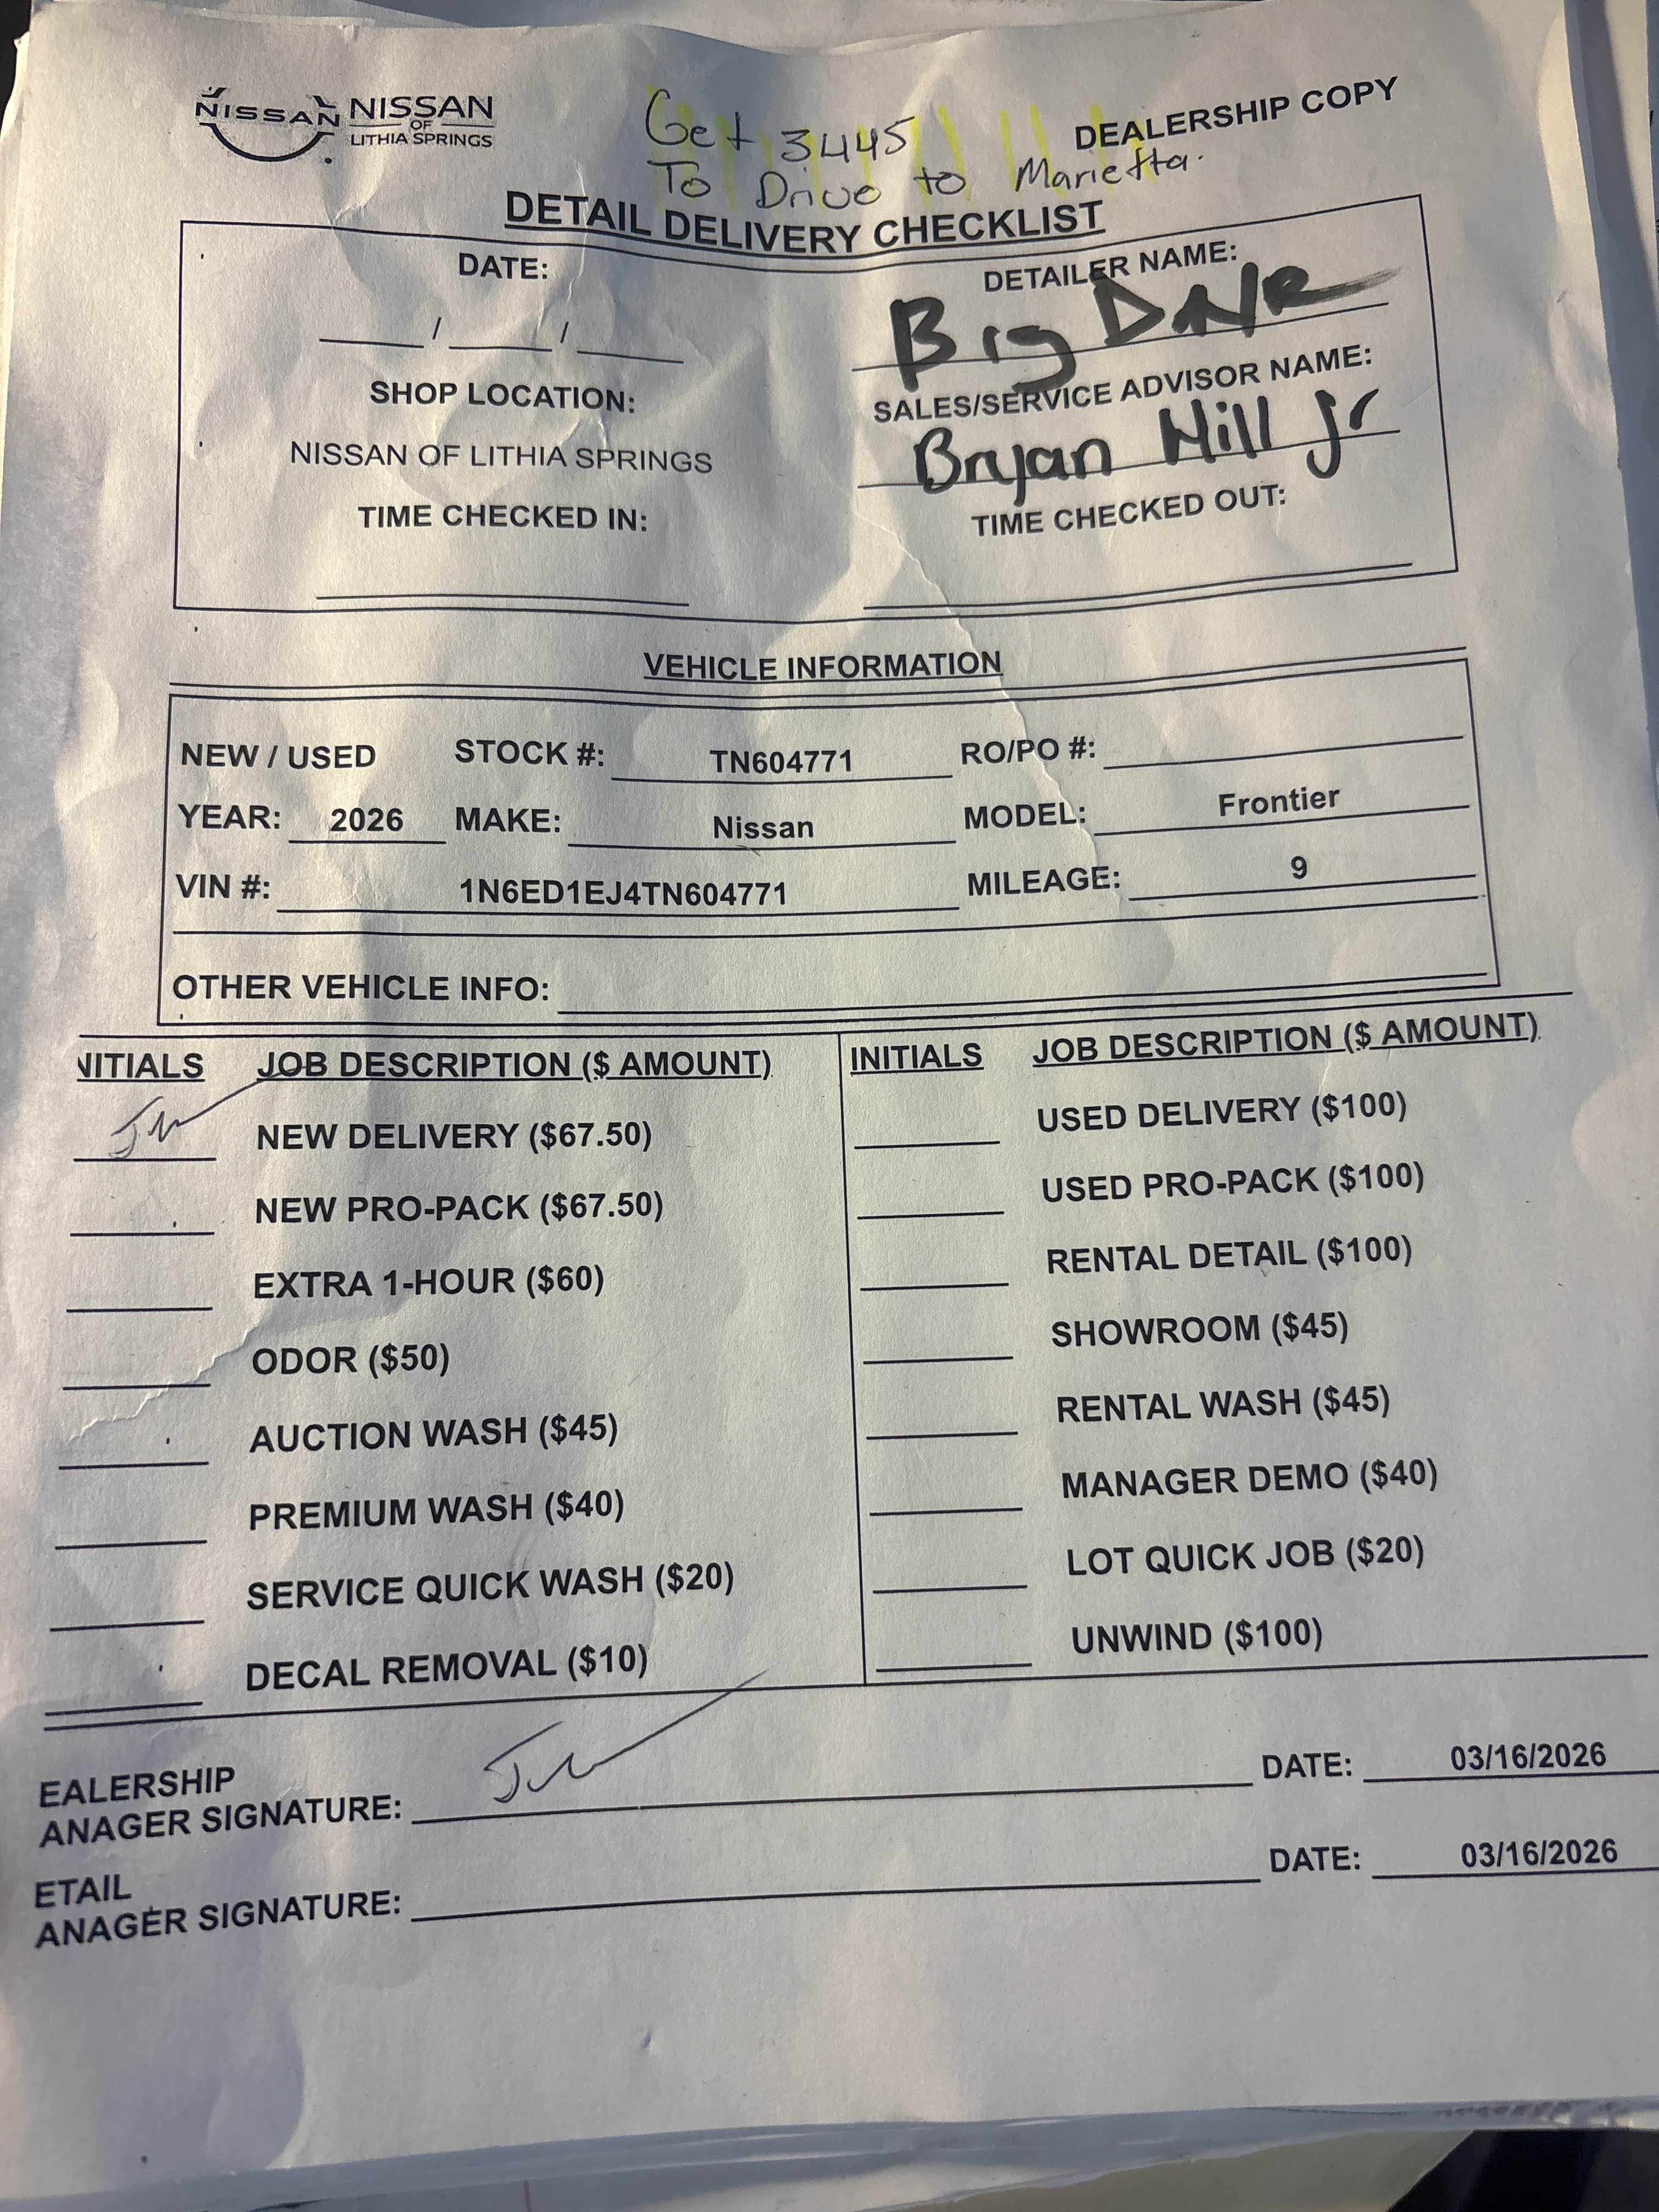 NISSAN NISSAN
OF
LITHIA SPRINGS
Get 3445
To Drive to Marietta.
DEALERSHIP COPY
DETAIL DELIVERY CHECKLIST
DATE:
___/___/___
DETAILER NAME:
Big Dave
SHOP LOCATION:
NISSAN OF LITHIA SPRINGS
SALES/SERVICE ADVISOR NAME:
Bryan Hill Jr
TIME CHECKED IN:
TIME CHECKED OUT:
VEHICLE INFORMATION
NEW / USED STOCK #: TN604771 RO/PO #:
YEAR: 2026 MAKE: Nissan MODEL: Frontier
VIN #: 1N6ED1EJ4TN604771 MILEAGE: 9
OTHER VEHICLE INFO:
NITIALS JOB DESCRIPTION ($ AMOUNT)
NEW DELIVERY ($67.50)
NEW PRO-PACK ($67.50)
EXTRA 1-HOUR ($60)
ODOR ($50)
AUCTION WASH ($45)
PREMIUM WASH ($40)
SERVICE QUICK WASH ($20)
DECAL REMOVAL ($10)
INITIALS JOB DESCRIPTION ($ AMOUNT)
USED DELIVERY ($100)
USED PRO-PACK ($100)
RENTAL DETAIL ($100)
SHOWROOM ($45)
RENTAL WASH ($45)
MANAGER DEMO ($40)
LOT QUICK JOB ($20)
UNWIND ($100)
EALERSHIP
ANAGER SIGNATURE: DATE: 03/16/2026
ETAIL
ANAGER SIGNATURE: DATE: 03/16/2026